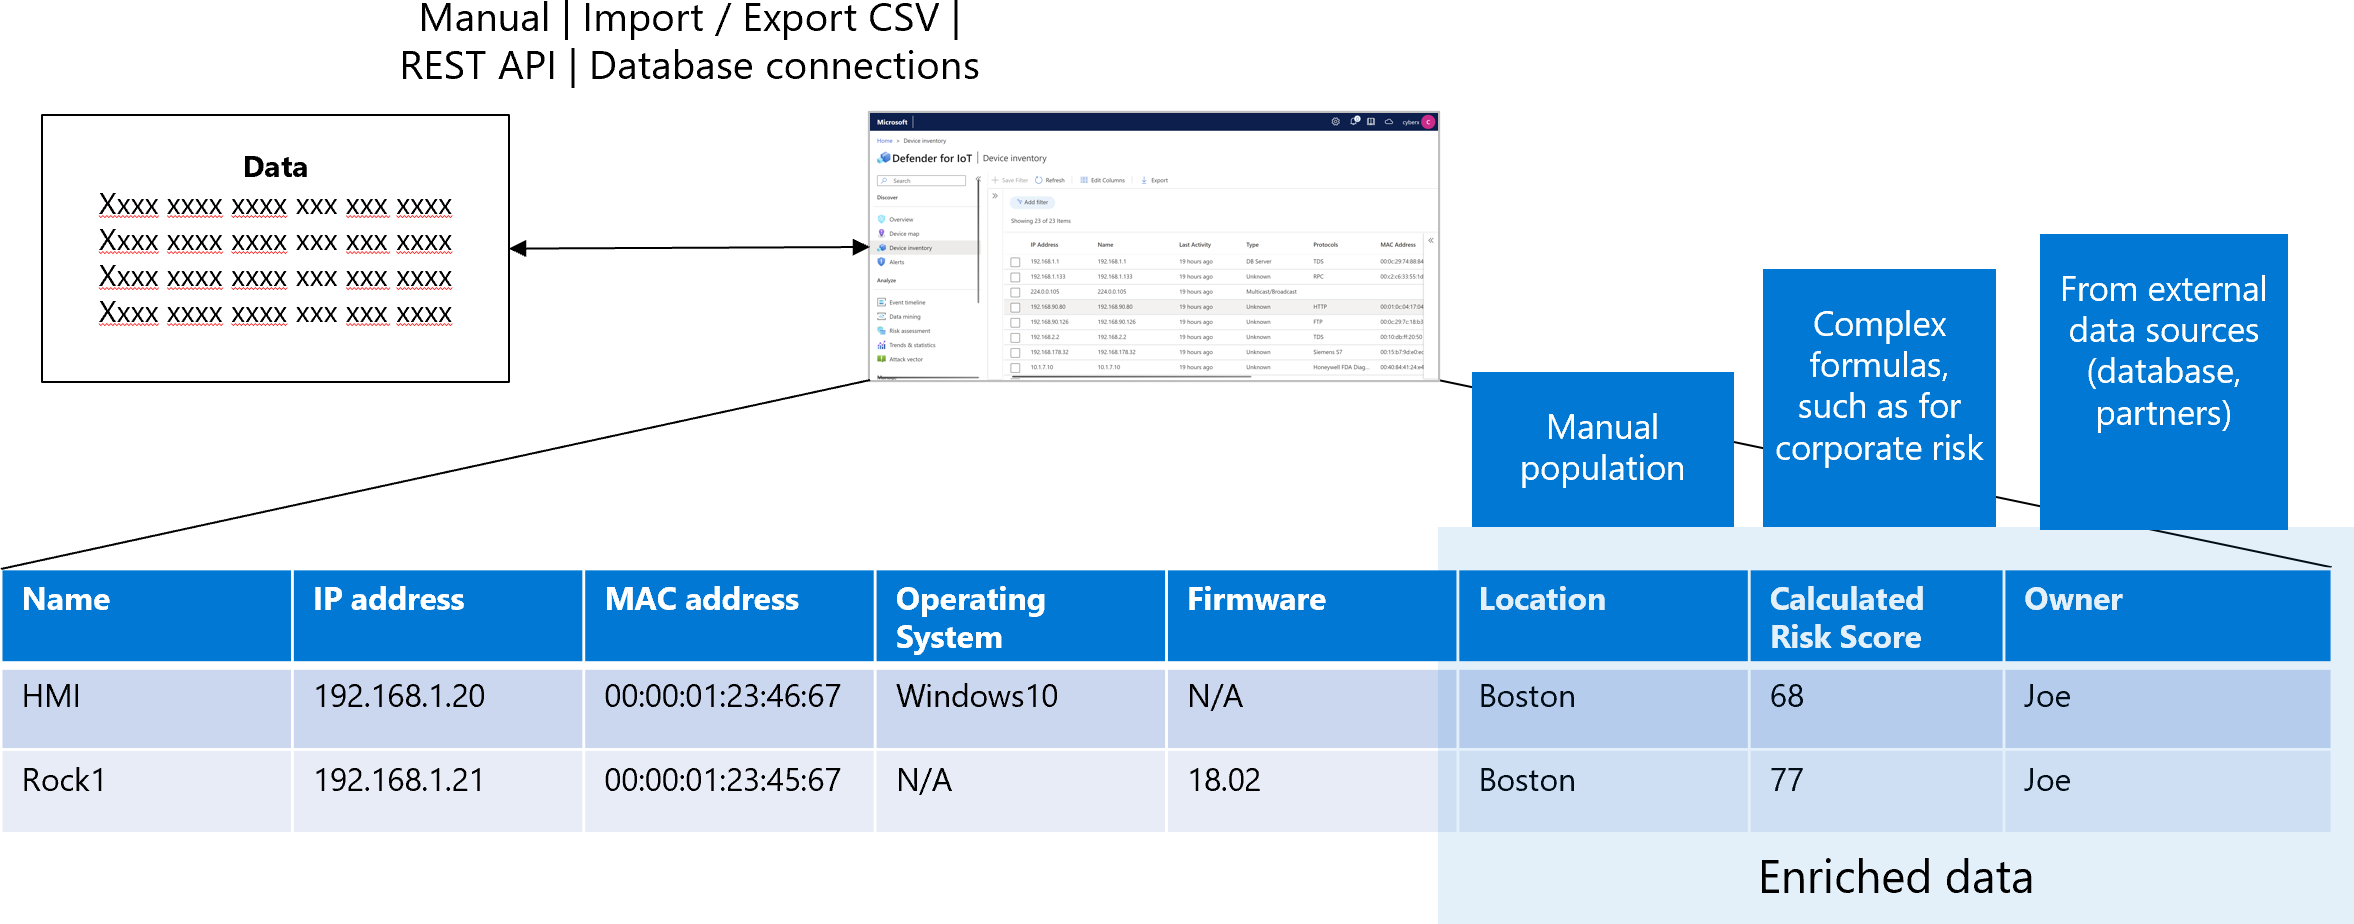 Manual | Import / Export CSV |
REST API | Database connections
Data
Xxxx xxxx xxxx xxx xxx xxxx
Xxxx xxxx xxxx xxx xxx xxxx
Xxxx xxxx xxxx xxx xxx xxxx
Xxxx xxxx xxxx xxx xxx xxxx
Microsoft
cyberx C
Home > Device inventory
Defender for IoT | Device inventory
Search
Save Filter Refresh Edit Columns Export
Discover
Add filter
Overview
Showing 23 of 23 items
Device map
Device inventory
Alerts
Analyze
Event timeline
Data mining
Risk assessment
Trends & statistics
Attack vector
IP Address Name Last Activity Type Protocols MAC Address
192.168.1.1 192.168.1.1 19 hours ago DB Server TDS 00:0c:29:74:88:84
192.168.1.133 192.168.1.133 19 hours ago Unknown RPC 00:c2:c6:33:55:1d
224.0.0.105 224.0.0.105 19 hours ago Multicast/Broadcast
192.168.90.80 192.168.90.80 19 hours ago Unknown HTTP 00:01:0c:04:17:04
192.168.90.126 192.168.90.126 19 hours ago Unknown FTP 00:0c:29:7c:18:b3
192.168.2.2 192.168.2.2 19 hours ago Unknown TDS 00:10:db:ff:20:50
192.168.178.32 192.168.178.32 19 hours ago Unknown Siemens S7 00:15:b7:9d:e0:ec
10.1.7.10 10.1.7.10 19 hours ago Unknown Honeywell FDA Diag... 00:40:84:41:24:e4
Manual
population
Complex
formulas,
such as for
corporate risk
From external
data sources
(database,
partners)
Name IP address MAC address Operating System Firmware Location Calculated Risk Score Owner
HMI 192.168.1.20 00:00:01:23:46:67 Windows10 N/A Boston 68 Joe
Rock1 192.168.1.21 00:00:01:23:45:67 N/A 18.02 Boston 77 Joe
Enriched data